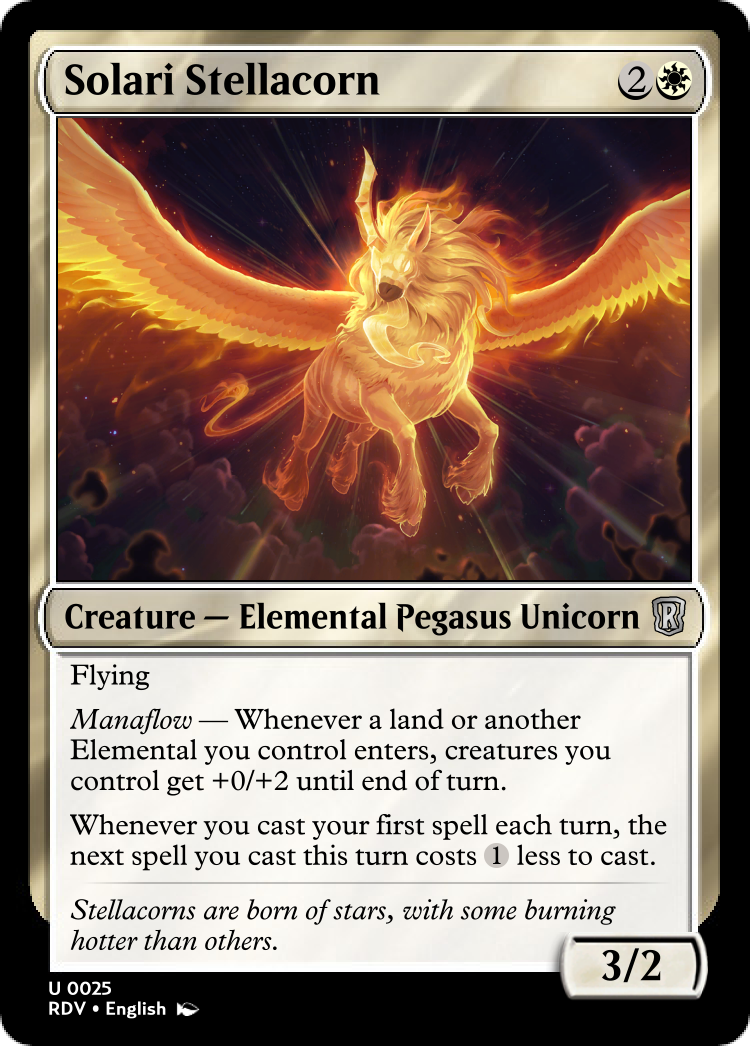 Solari Stellacorn 2
Creature — Elemental Pegasus Unicorn R
Flying
Manaflow — Whenever a land or another
Elemental you control enters, creatures you
control get +0/+2 until end of turn.
Whenever you cast your first spell each turn, the
next spell you cast this turn costs 1 less to cast.
Stellacorns are born of stars, with some burning
hotter than others.
3/2
U 0025
RDV • English